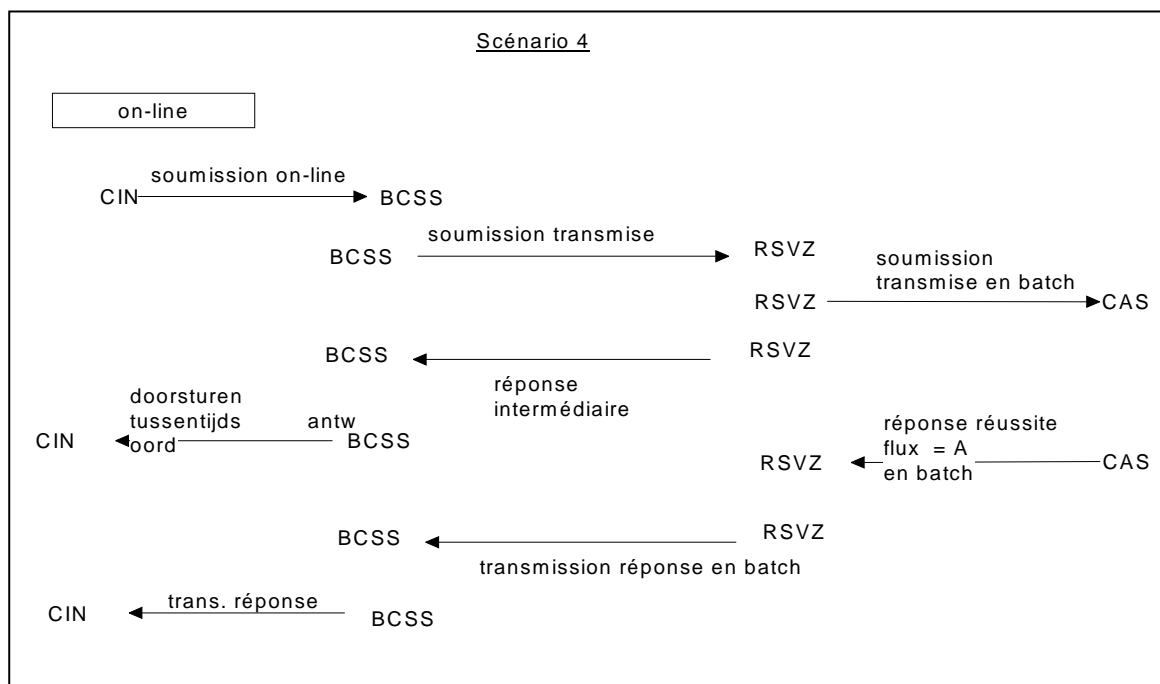 Scénario 4
on-line
soumission on-line
CIN BCSS
soumission transmise
BCSS RSVZ
soumission
transmise en batch
RSVZ CAS
BCSS RSVZ
réponse
intermédiaire
doorsturen
tussentijds antw
oord
CIN BCSS
réponse réussite
flux = A
en batch
RSVZ CAS
BCSS RSVZ
transmission réponse en batch
trans. réponse
CIN BCSS